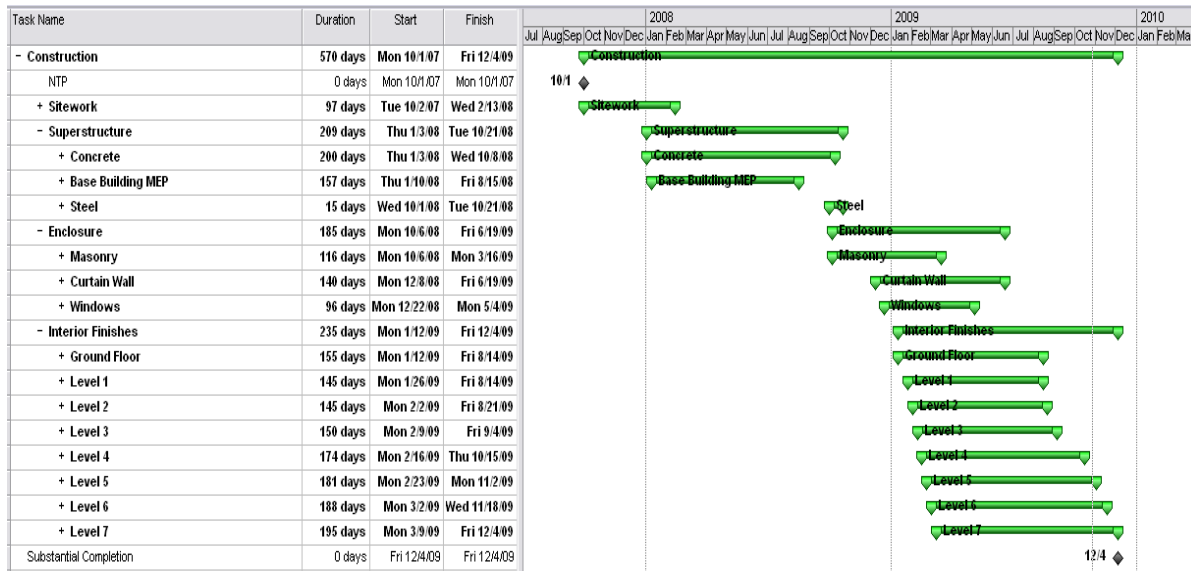 Task Name Duration Start Finish 2008 2009 2010
Jul Aug Sep Oct Nov Dec Jan Feb Mar Apr May Jun Jul Aug Sep Oct Nov Dec Jan Feb Mar Apr May Jun Jul Aug Sep Oct Nov Dec Jan Feb Ma
− Construction 570 days Mon 10/1/07 Fri 12/4/09 Construction
NTP 0 days Mon 10/1/07 Mon 10/1/07 10/1
+ Sitework 97 days Tue 10/2/07 Wed 2/13/08 Sitework
− Superstructure 209 days Thu 1/3/08 Tue 10/21/08 Superstructure
+ Concrete 200 days Thu 1/3/08 Wed 10/8/08 Concrete
+ Base Building MEP 157 days Thu 1/10/08 Fri 8/15/08 Base Building MEP
+ Steel 15 days Wed 10/1/08 Tue 10/21/08 Steel
− Enclosure 185 days Mon 10/6/08 Fri 6/19/09 Enclosure
+ Masonry 116 days Mon 10/6/08 Mon 3/16/09 Masonry
+ Curtain Wall 140 days Mon 12/8/08 Fri 6/19/09 Curtain Wall
+ Windows 96 days Mon 12/22/08 Mon 5/4/09 Windows
− Interior Finishes 235 days Mon 1/12/09 Fri 12/4/09 Interior Finishes
+ Ground Floor 155 days Mon 1/12/09 Fri 8/14/09 Ground Floor
+ Level 1 145 days Mon 1/26/09 Fri 8/14/09 Level 1
+ Level 2 145 days Mon 2/2/09 Fri 8/21/09 Level 2
+ Level 3 150 days Mon 2/9/09 Fri 9/4/09 Level 3
+ Level 4 174 days Mon 2/16/09 Thu 10/15/09 Level 4
+ Level 5 181 days Mon 2/23/09 Mon 11/2/09 Level 5
+ Level 6 188 days Mon 3/2/09 Wed 11/18/09 Level 6
+ Level 7 195 days Mon 3/9/09 Fri 12/4/09 Level 7
Substantial Completion 0 days Fri 12/4/09 Fri 12/4/09 12/4